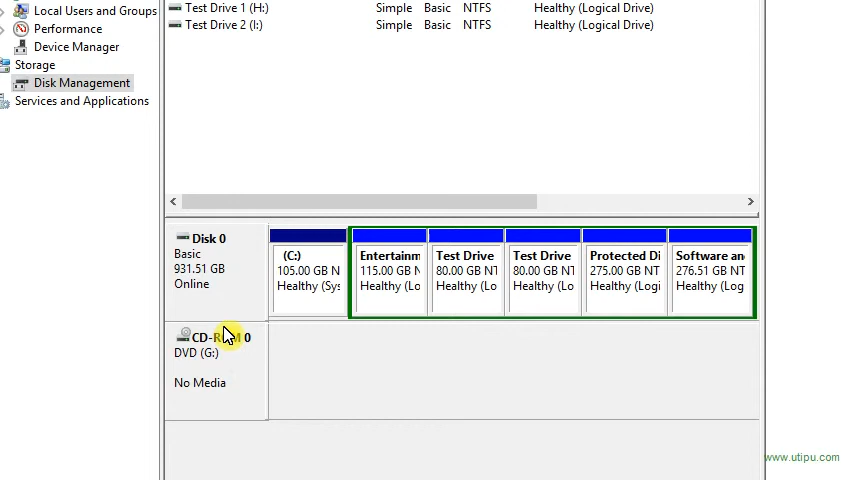 Local Users and Groups
Performance
Device Manager
Storage
Disk Management
Services and Applications
Test Drive 1 (H:) Simple Basic NTFS Healthy (Logical Drive)
Test Drive 2 (I:) Simple Basic NTFS Healthy (Logical Drive)
Disk 0
Basic
931.51 GB
Online
(C:)
105.00 GB N
Healthy (Sys
Entertainm
115.00 GB N
Healthy (Lo
Test Drive
80.00 GB NT
Healthy (Lo
Test Drive
80.00 GB NT
Healthy (Lo
Protected Di
275.00 GB NT
Healthy (Logi
Software an
276.51 GB NT
Healthy (Log
CD-ROM 0
DVD (G:)
No Media
www.utipu.com